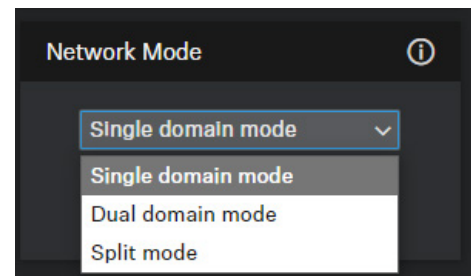 Network Mode
Single domain mode
Single domain mode
Dual domain mode
Split mode